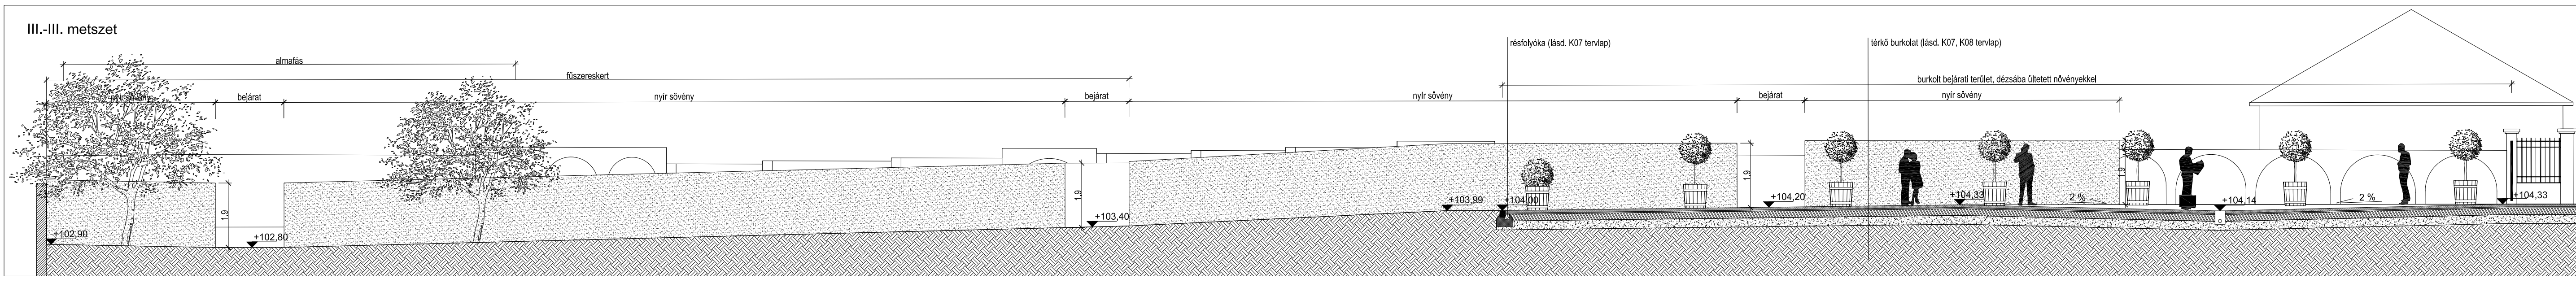 III.-III. metszet
résfolyóka (lásd. K07 tervlap)
térkő burkolat (lásd. K07, K08 tervlap)
almafás
fűszereskert
burkolt bejárati terület, dézsába ültetett növényekkel
nyír sövény
bejárat
nyír sövény
bejárat
nyír sövény
bejárat
nyír sövény
1,9
1,9
1,9
1,9
+102,90
+102,80
+103,40
+103,99
+104,00
+104,20
+104,33
2 %
+104,14
2 %
+104,33